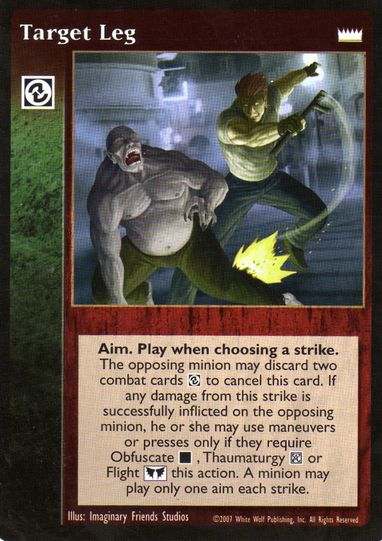 Target Leg
Aim. Play when choosing a strike.
The opposing minion may discard two
combat cards to cancel this card. If
any damage from this strike is
successfully inflicted on the opposing
minion, he or she may use maneuvers
or presses only if they require
Obfuscate , Thaumaturgy or
Flight this action. A minion may
play only one aim each strike.
Illus: Imaginary Friends Studios
©2007 White Wolf Publishing, Inc. All Rights Reserved.